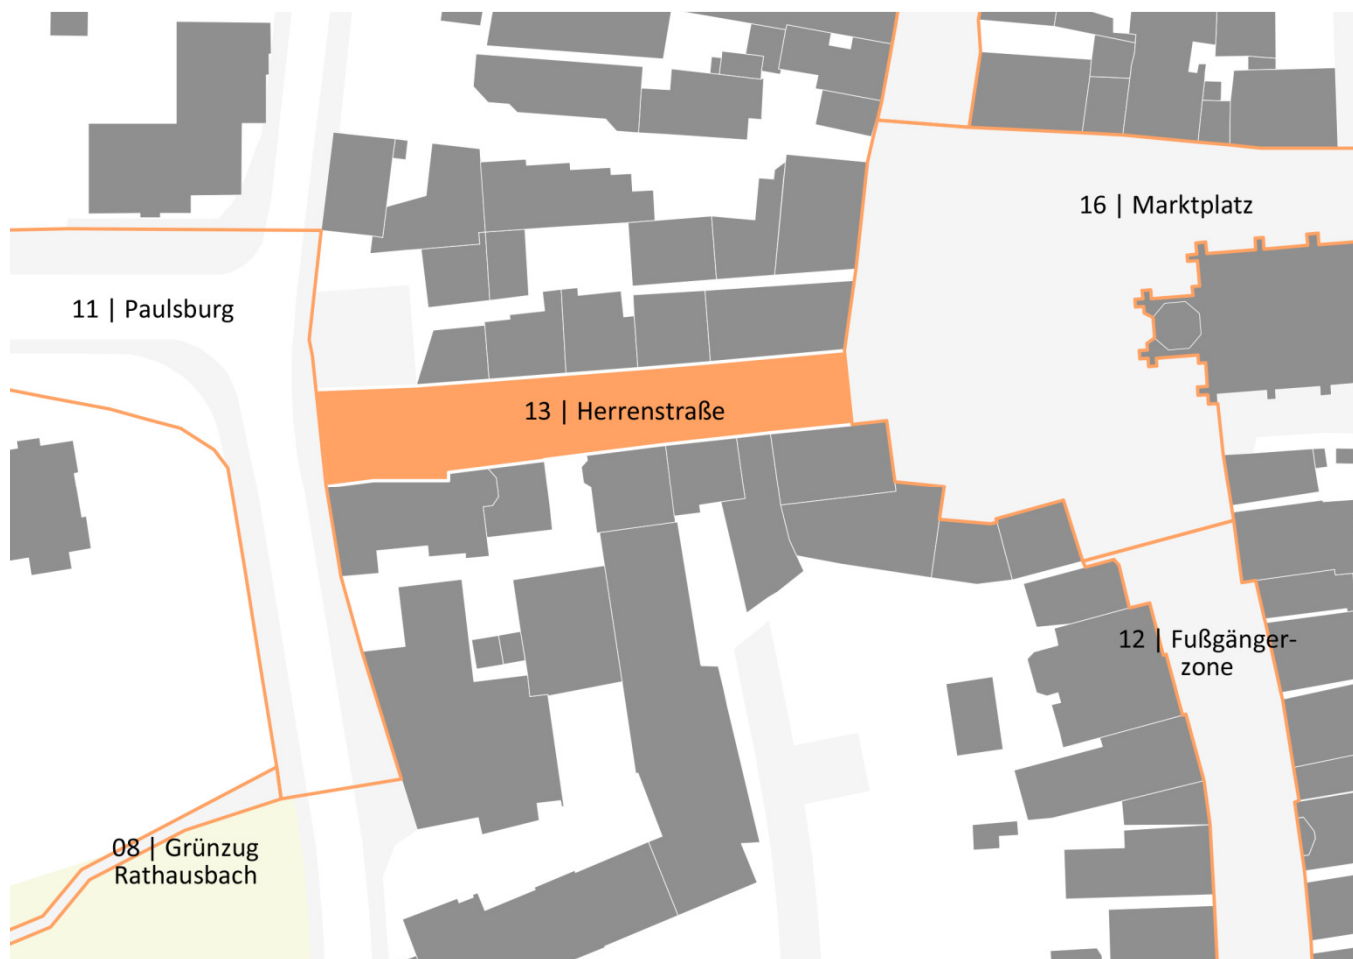 16 | Marktplatz
11 | Paulsburg
13 | Herrenstraße
12 | Fußgänger-
zone
08 | Grünzug
Rathausbach